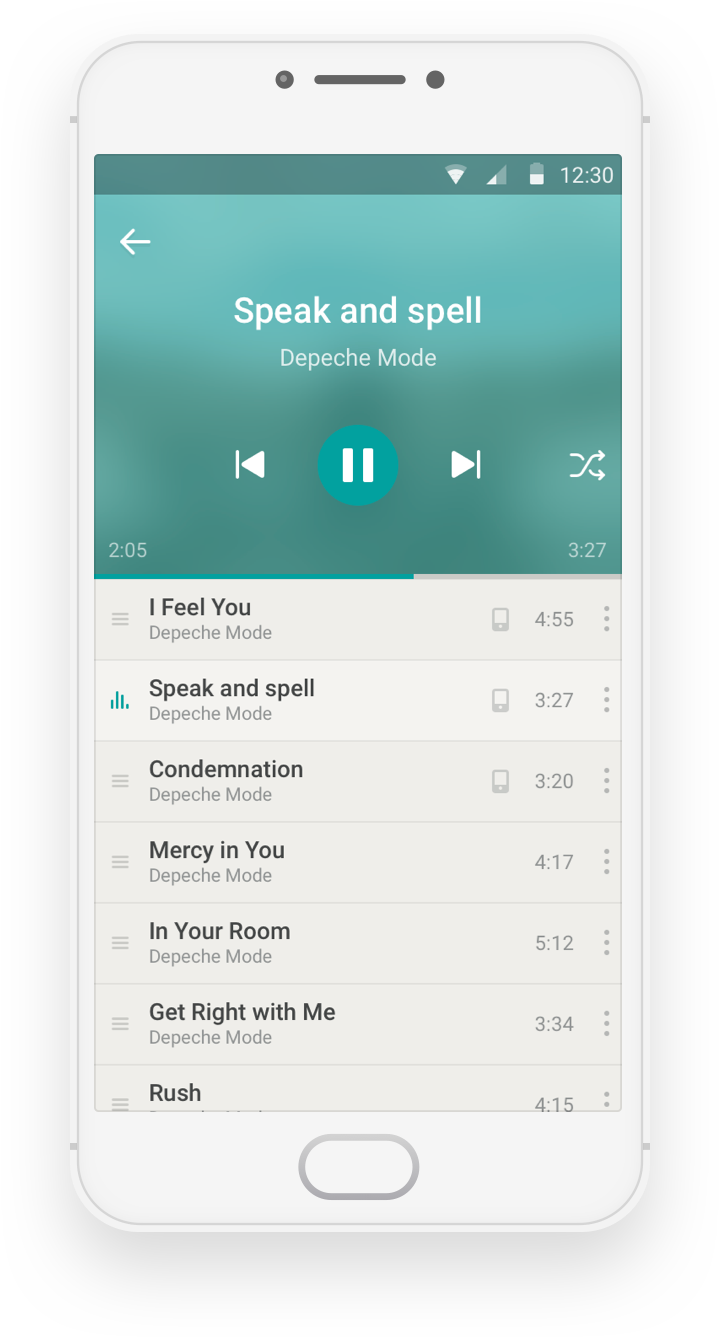 12:30
Speak and spell
Depeche Mode
2:05 3:27
I Feel You
Depeche Mode
4:55
Speak and spell
Depeche Mode
3:27
Condemnation
Depeche Mode
3:20
Mercy in You
Depeche Mode
4:17
In Your Room
Depeche Mode
5:12
Get Right with Me
Depeche Mode
3:34
Rush
4:15